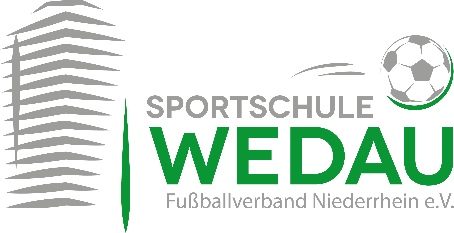 SPORTSCHULE
WEDAU
Fußballverband Niederrhein e.V.